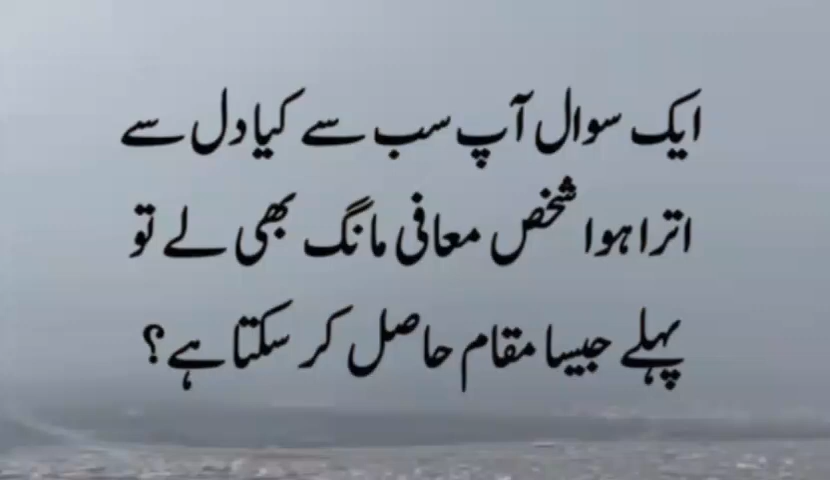 ایک سوال آپ سب سے کیا دل سے
اترا ہوا شخص معافی مانگ بھی لے تو
پہلے جیسا مقام حاصل کر سکتا ہے؟